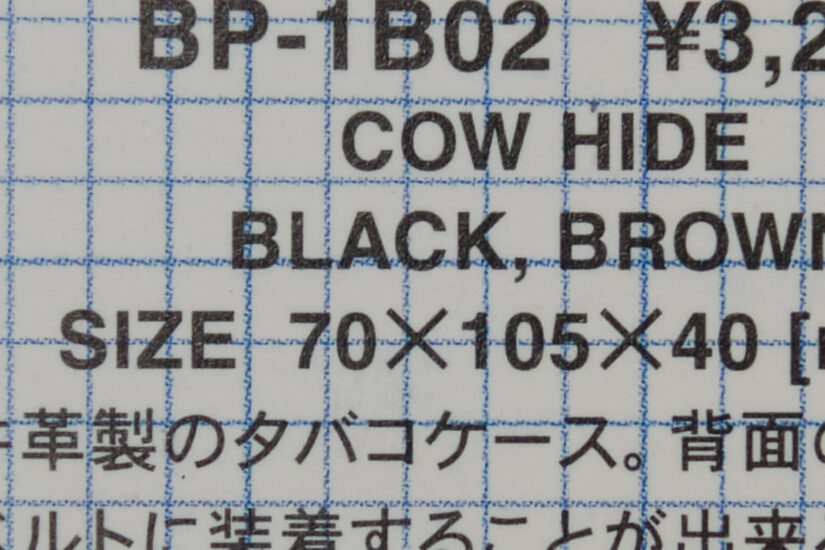 BP-1B02 ¥3,2
COW HIDE
BLACK, BROWN
SIZE 70×105×40 [
革製のタバコケース。背面の
ルトに装着することが出来